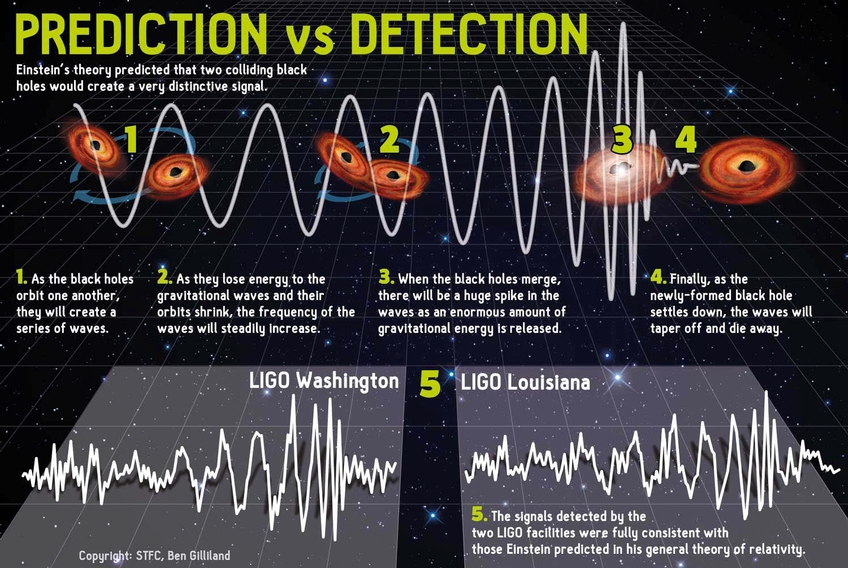 PREDICTION vs DETECTION
Einstein's theory predicted that two colliding black
holes would create a very distinctive signal.
1
2
3
4
1. As the black holes
orbit one another,
they will create a
series of waves.
2. As they lose energy to the
gravitational waves and their
orbits shrink, the frequency of the
waves will steadily increase.
3. When the black holes merge,
there will be a huge spike in the
waves as an enormous amount of
gravitational energy is released.
4. Finally, as the
newly-formed black hole
settles down, the waves will
taper off and die away.
LIGO Washington
5
LIGO Louisiana
5. The signals detected by the
two LIGO facilities were fully consistent with
those Einstein predicted in his general theory of relativity.
Copyright: STFC, Ben Gilliland